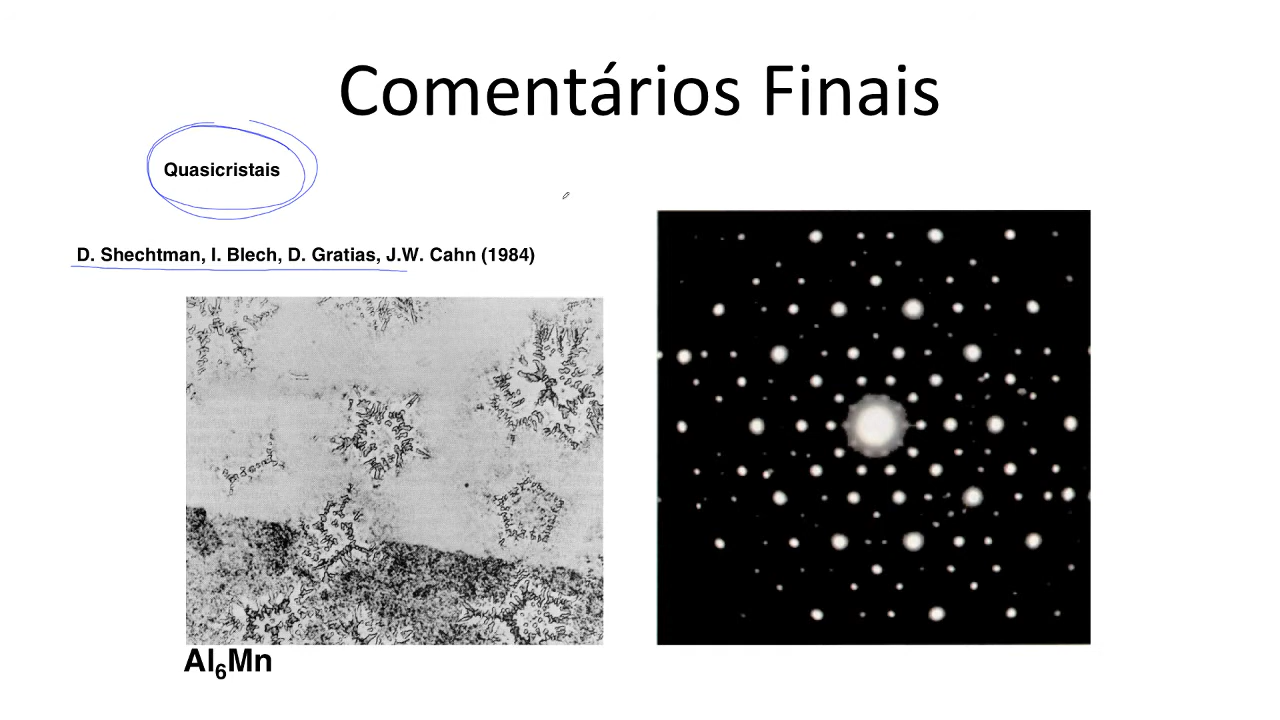 Comentários Finais
Quasicristais
D. Shechtman, I. Blech, D. Gratias, J.W. Cahn (1984)
Al₆Mn